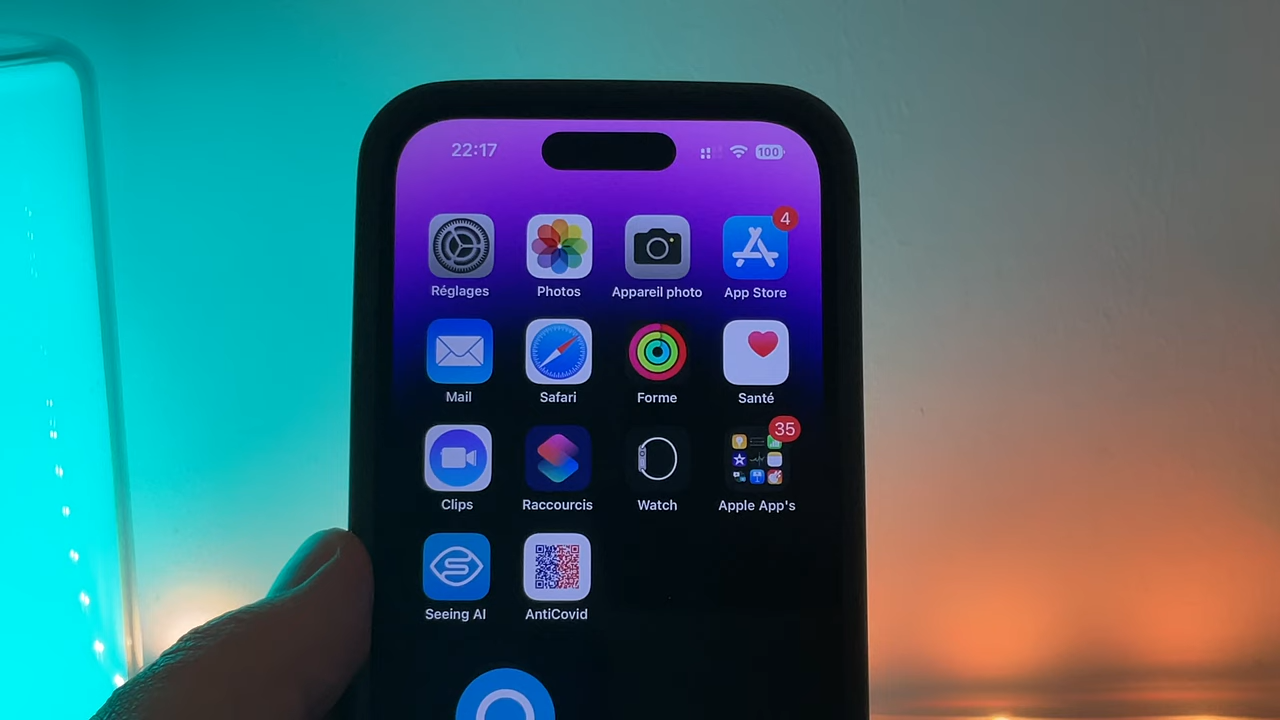 22:17 100
4
Réglages Photos Appareil photo App Store
Mail Safari Forme Santé
35
Clips Raccourcis Watch Apple App's
Seeing AI AntiCovid